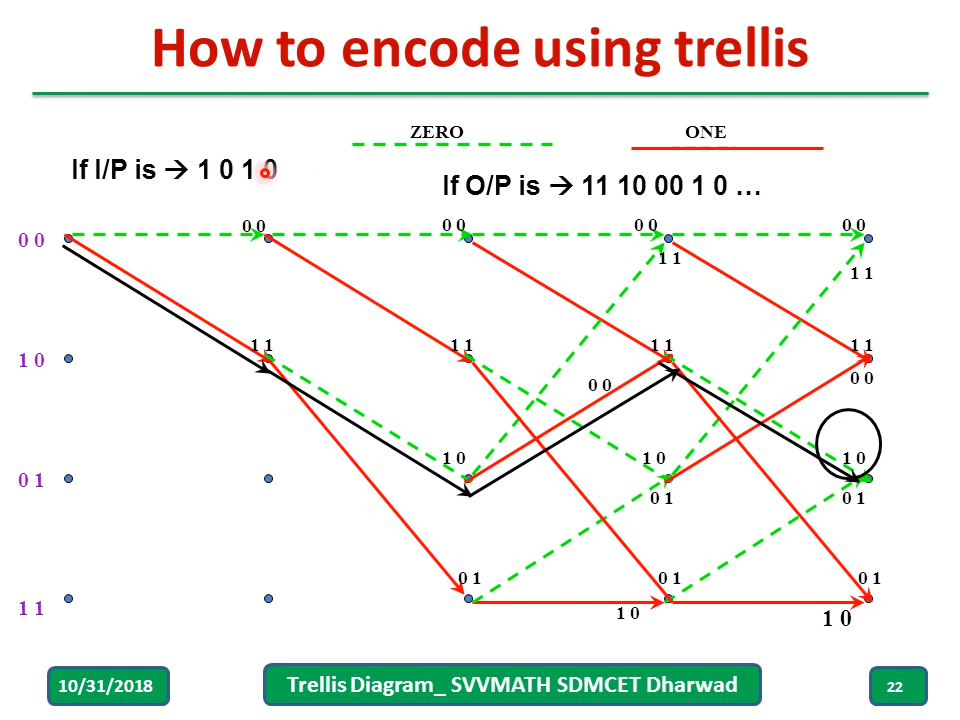 How to encode using trellis
ZERO ONE
If I/P is → 1 0 1 0
If O/P is → 11 10 00 1 0 …
0 0 0 0 0 0 0 0
0 0
1 1
1 1
1 1 1 1 1 1 1 1
1 0
0 0
0 0
1 0 1 0 1 0
0 1
0 1 0 1
0 1 0 1 0 1
1 1
1 0
1 0
10/31/2018
Trellis Diagram_ SVVMATH SDMCET Dharwad
22